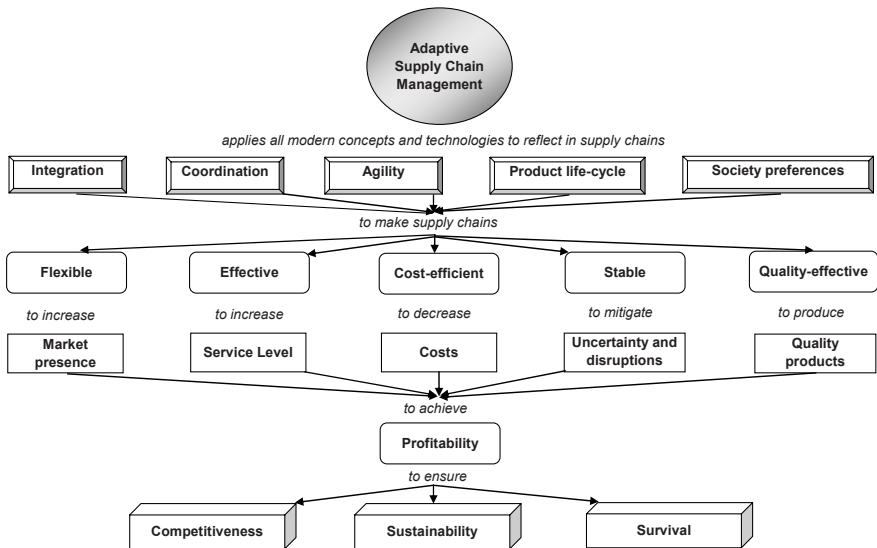 Adaptive
Supply Chain
Management
applies all modern concepts and technologies to reflect in supply chains
Integration
Coordination
Agility
Product life-cycle
Society preferences
to make supply chains
Flexible
Effective
Cost-efficient
Stable
Quality-effective
to increase
to increase
to decrease
to mitigate
to produce
Market
presence
Service Level
Costs
Uncertainty and
disruptions
Quality
products
to achieve
Profitability
to ensure
Competitiveness
Sustainability
Survival